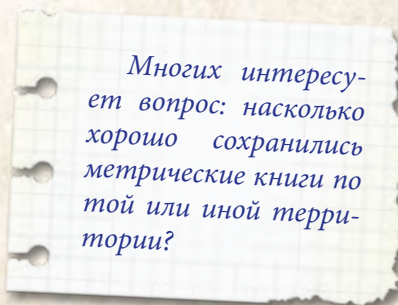 Многих интересу-
ет вопрос: насколько
хорошо сохранились
метрические книги по
той или иной терри-
тории?